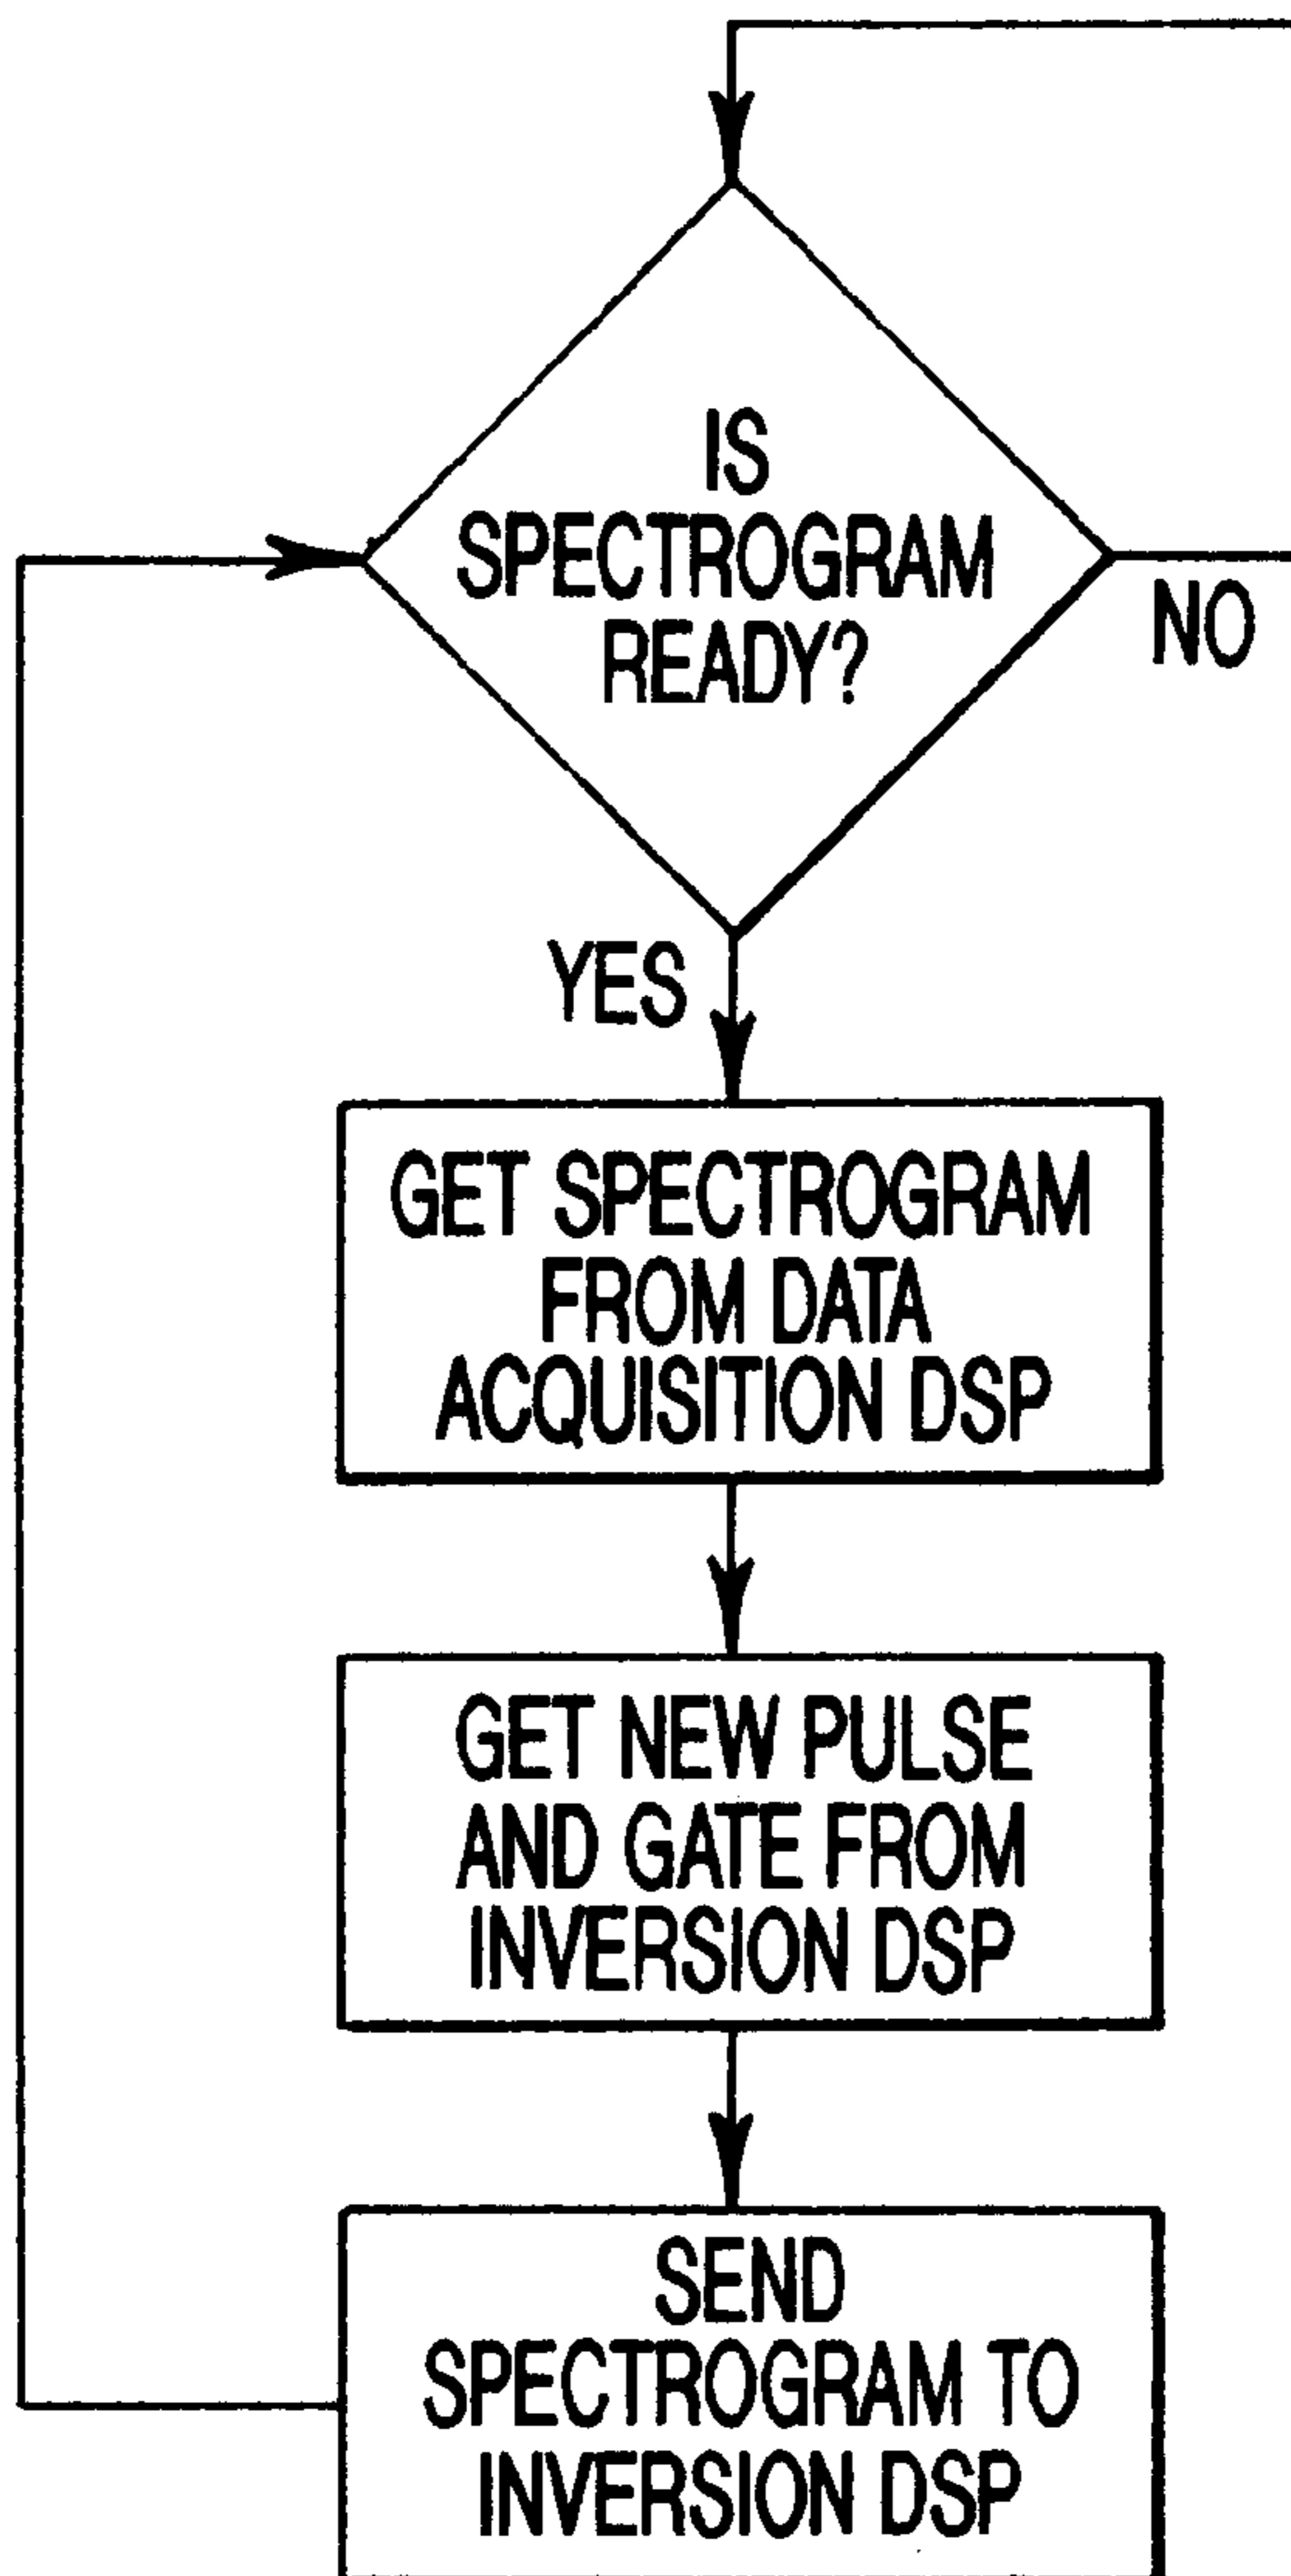 IS
SPECTROGRAM
READY?
NO
YES
GET SPECTROGRAM
FROM DATA
ACQUISITION DSP
GET NEW PULSE
AND GATE FROM
INVERSION DSP
SEND
SPECTROGRAM TO
INVERSION DSP